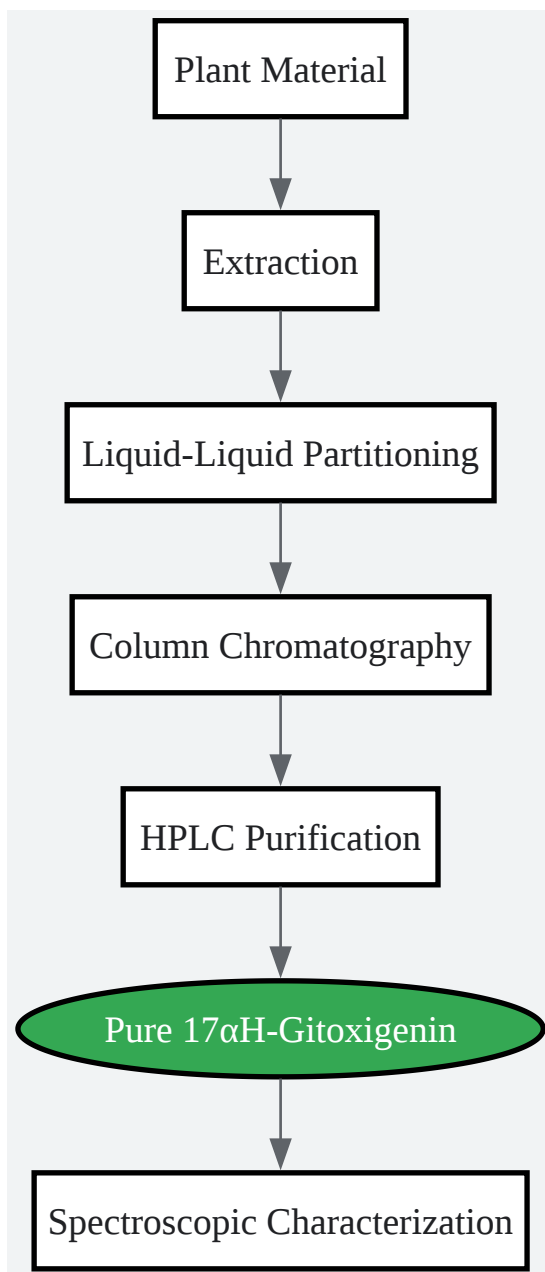 Plant Material
Extraction
Liquid-Liquid Partitioning
Column Chromatography
HPLC Purification
Pure 17αH-Gitoxigenin
Spectroscopic Characterization